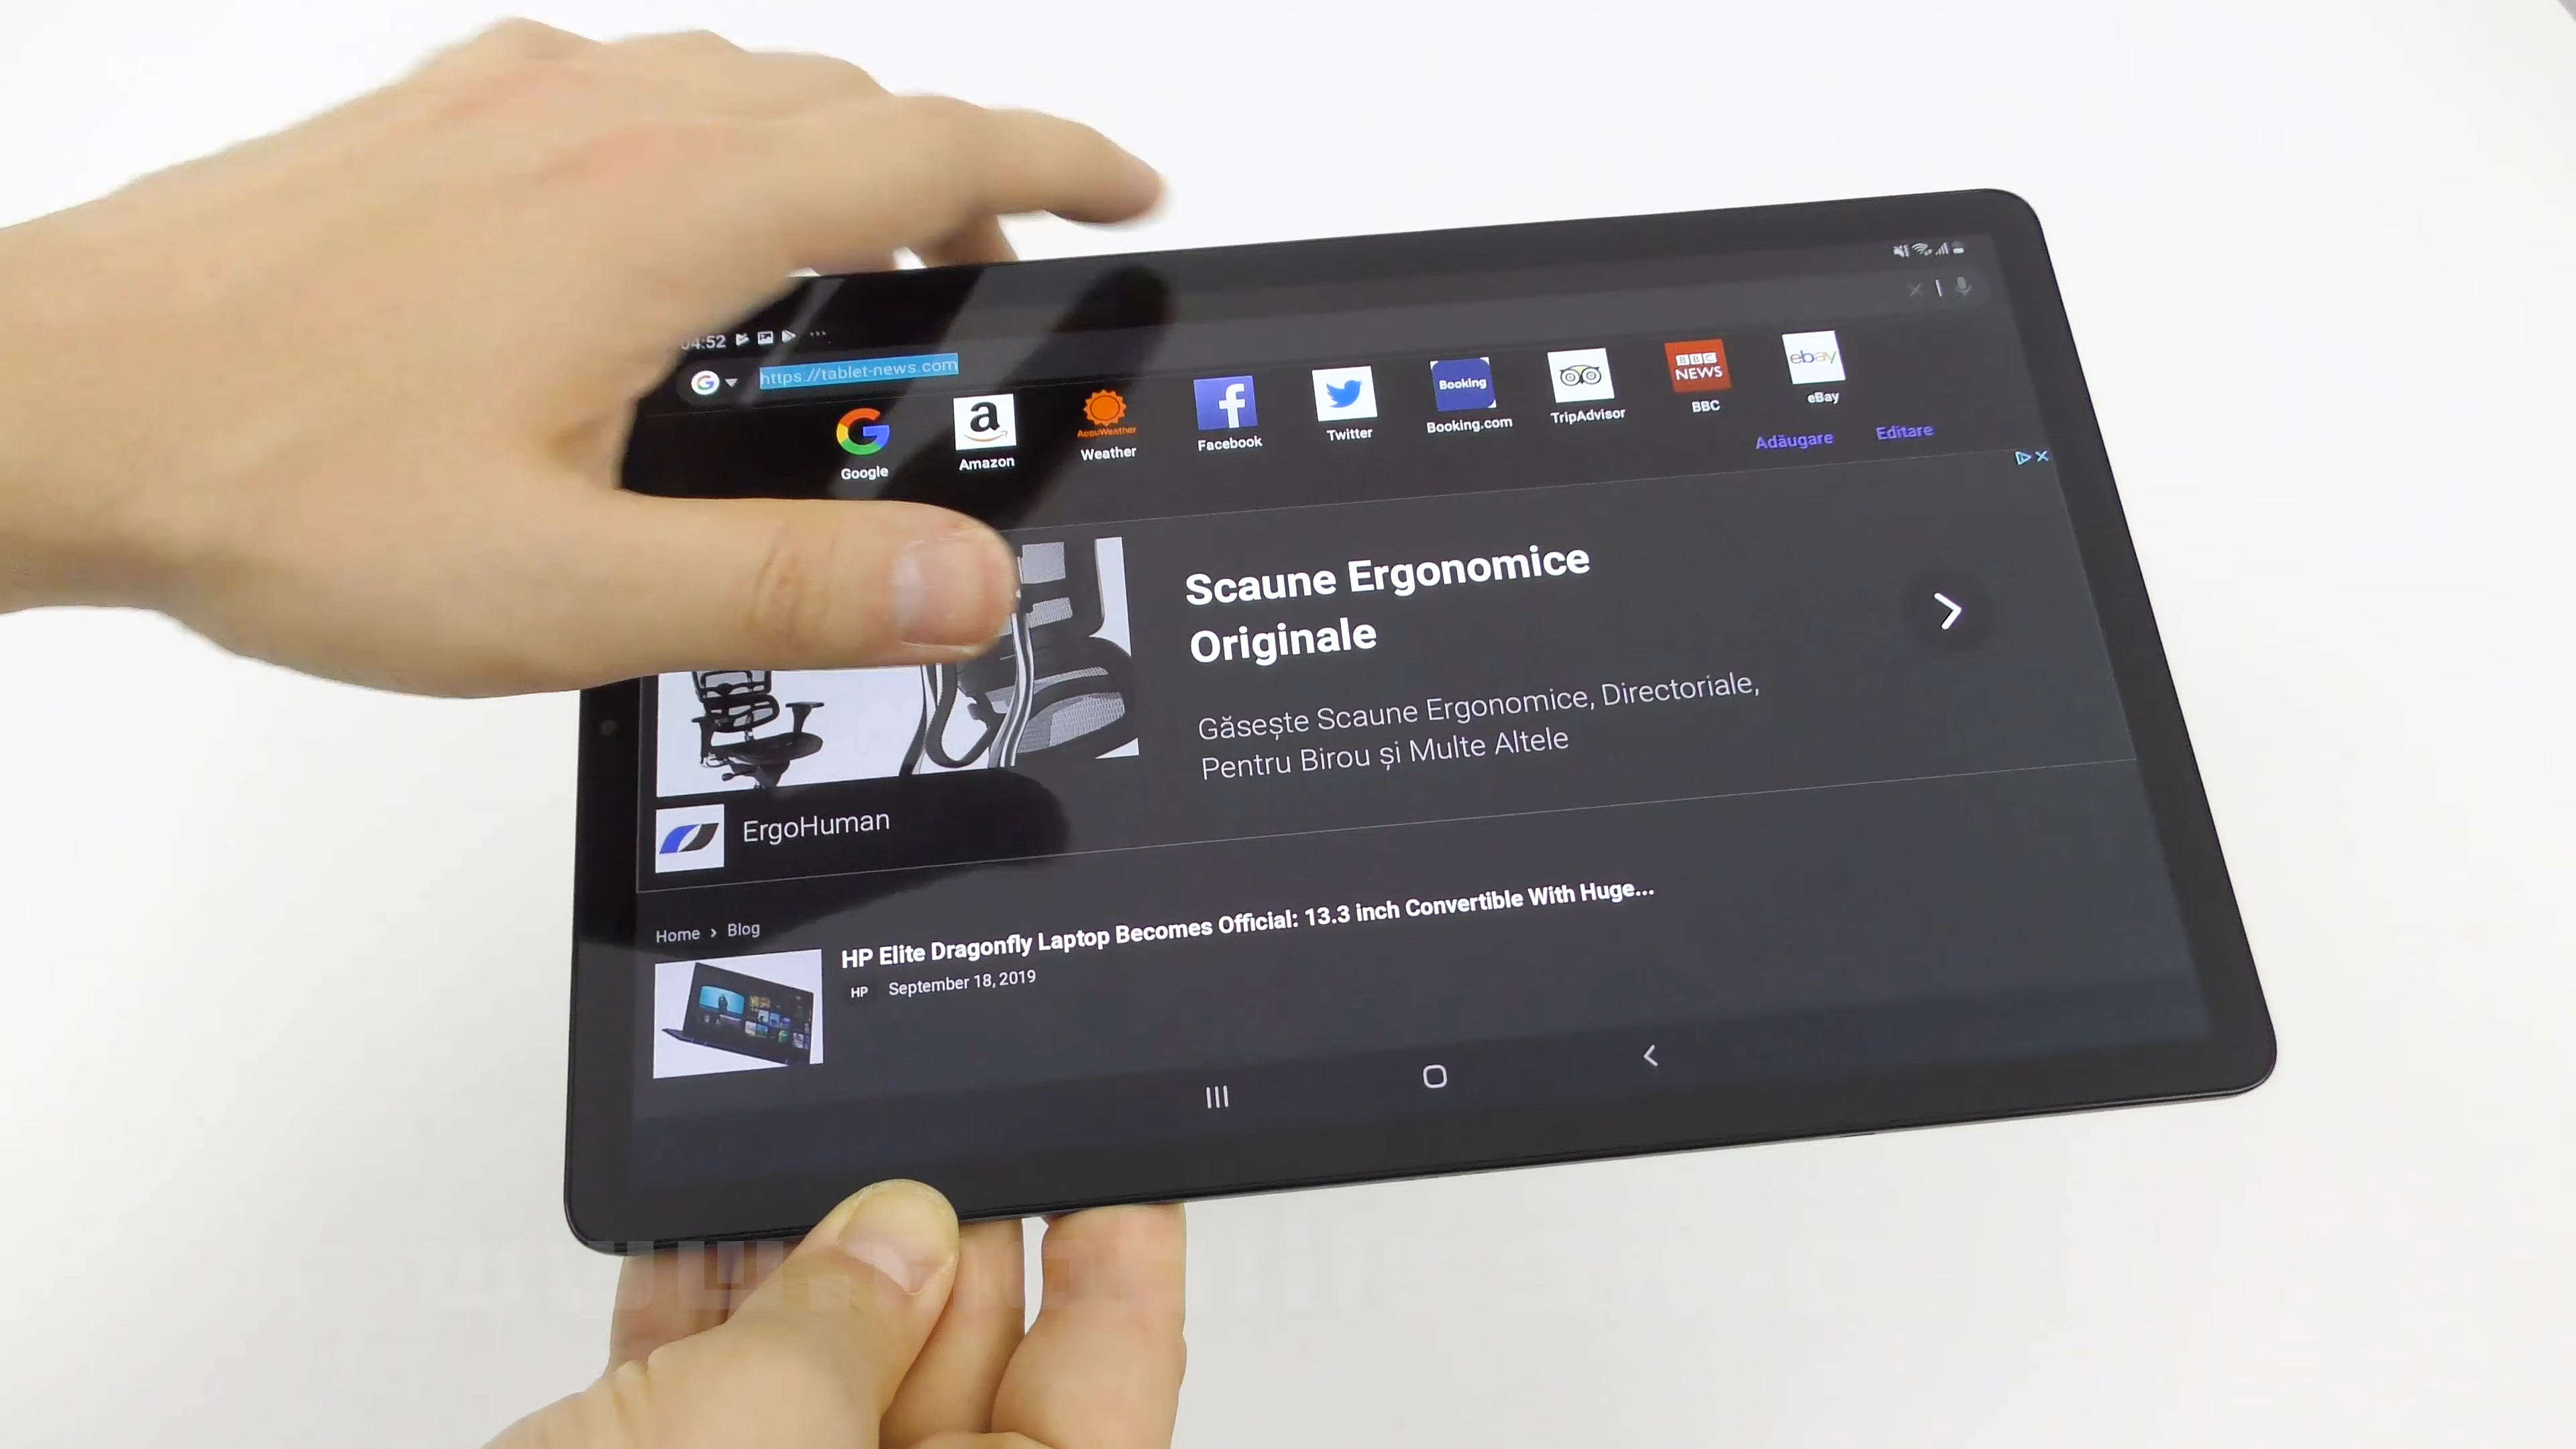 04:52
https://tablet-news.com
Google
a
Amazon
AccuWeather
Weather
Facebook
Twitter
Booking
Booking.com
TripAdvisor
BBC
NEWS
BBC
ebay
eBay
Adăugare Editare
Scaune Ergonomice
Originale
Găsește Scaune Ergonomice, Directoriale,
Pentru Birou și Multe Altele
ErgoHuman
Home > Blog
HP Elite Dragonfly Laptop Becomes Official: 13.3 inch Convertible With Huge...
HP September 18, 2019